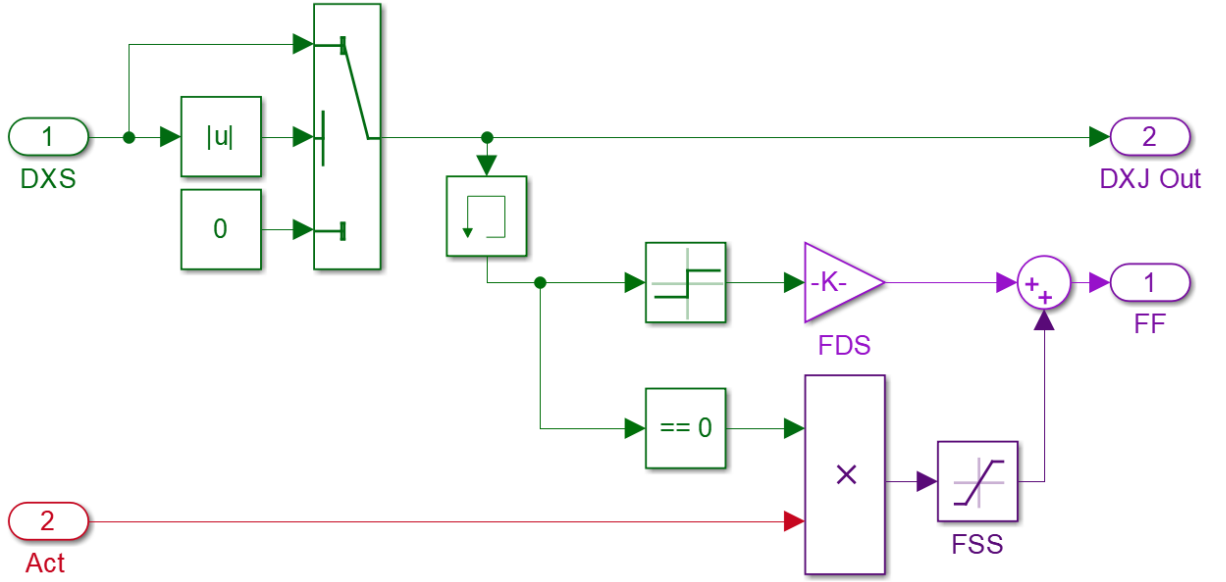 1
DXS
|u|
0
2
DXJ Out
-K-
FDS
++
1
FF
== 0
×
FSS
2
Act